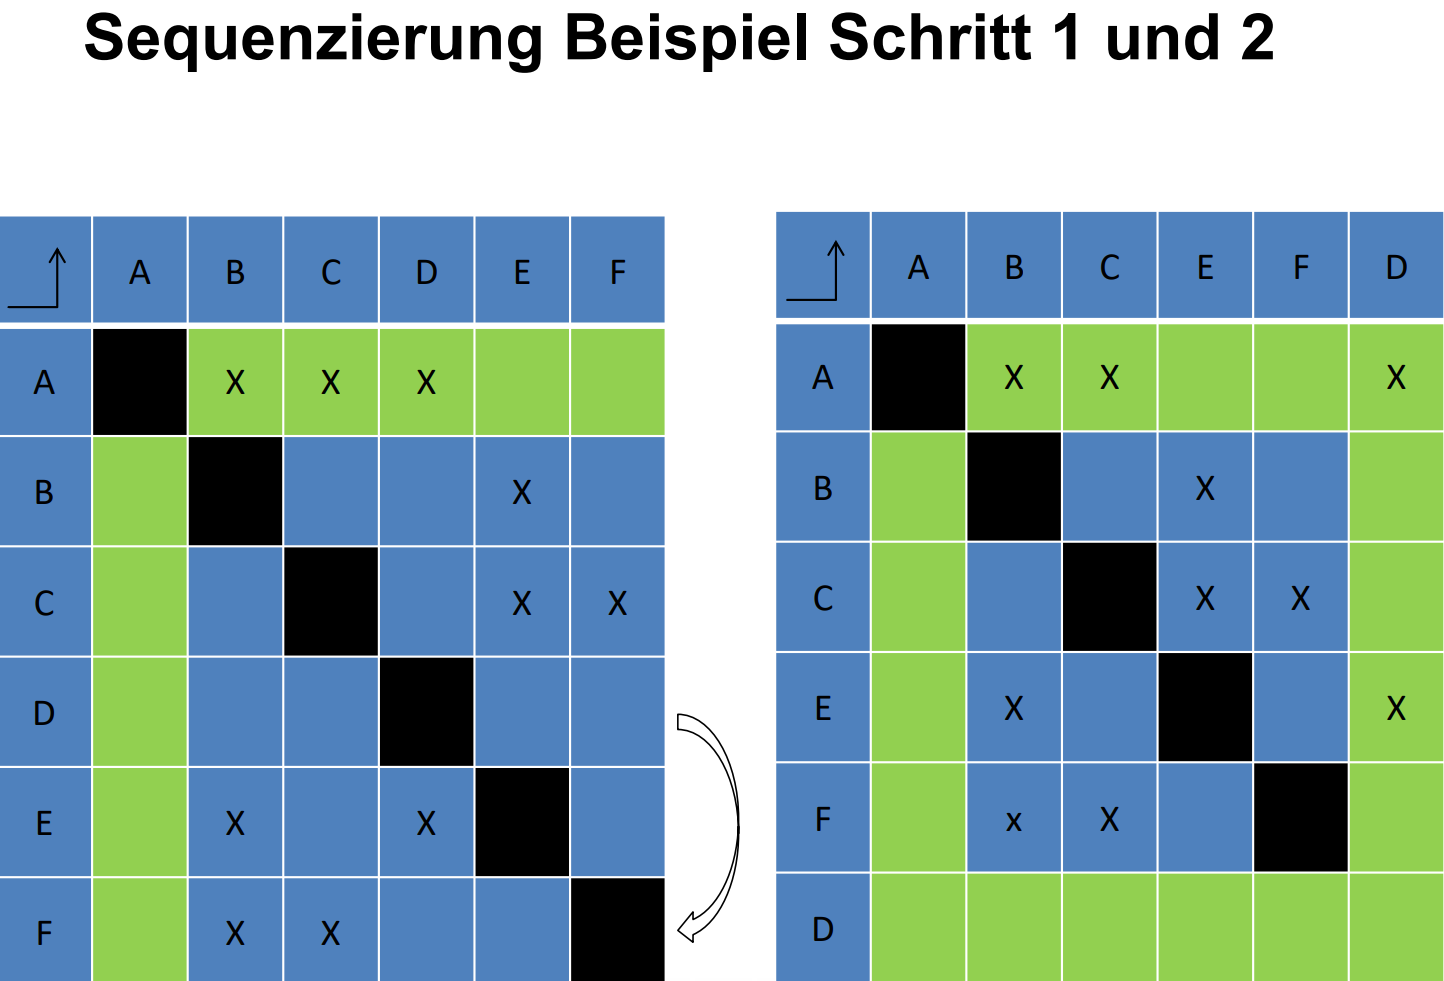 Sequenzierung Beispiel Schritt 1 und 2
A B C D E F
A X X X
B X
C X X
D
E X X
F X X
A B C E F D
A X X X
B X
C X X
E X X
F x X
D